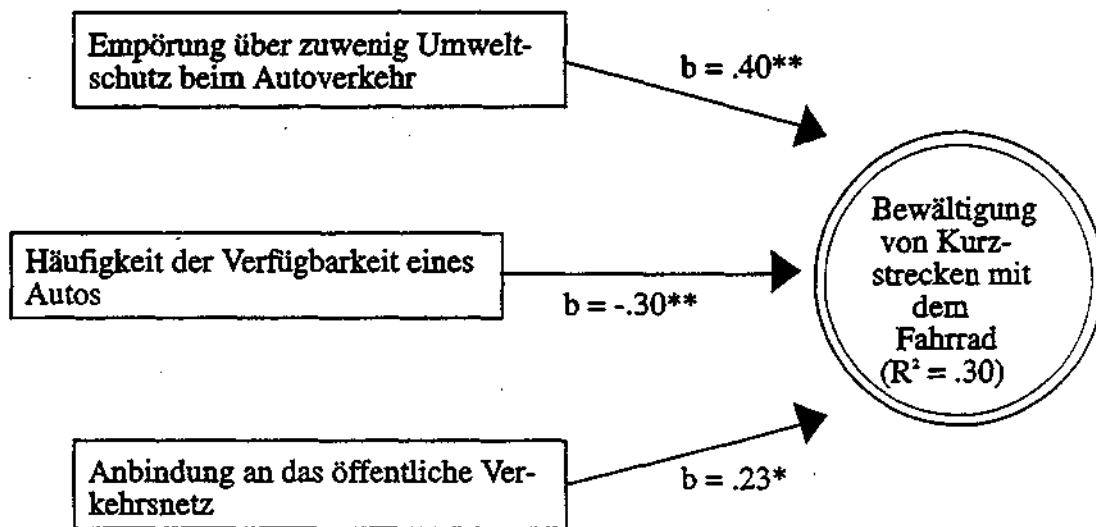 Empörung über zuwenig Umwelt-
schutz beim Autoverkehr
b = .40**
Häufigkeit der Verfügbarkeit eines
Autos
b = -.30**
Anbindung an das öffentliche Ver-
kehrsnetz
b = .23*
Bewältigung
von Kurz-
strecken mit
dem
Fahrrad
(R² = .30)